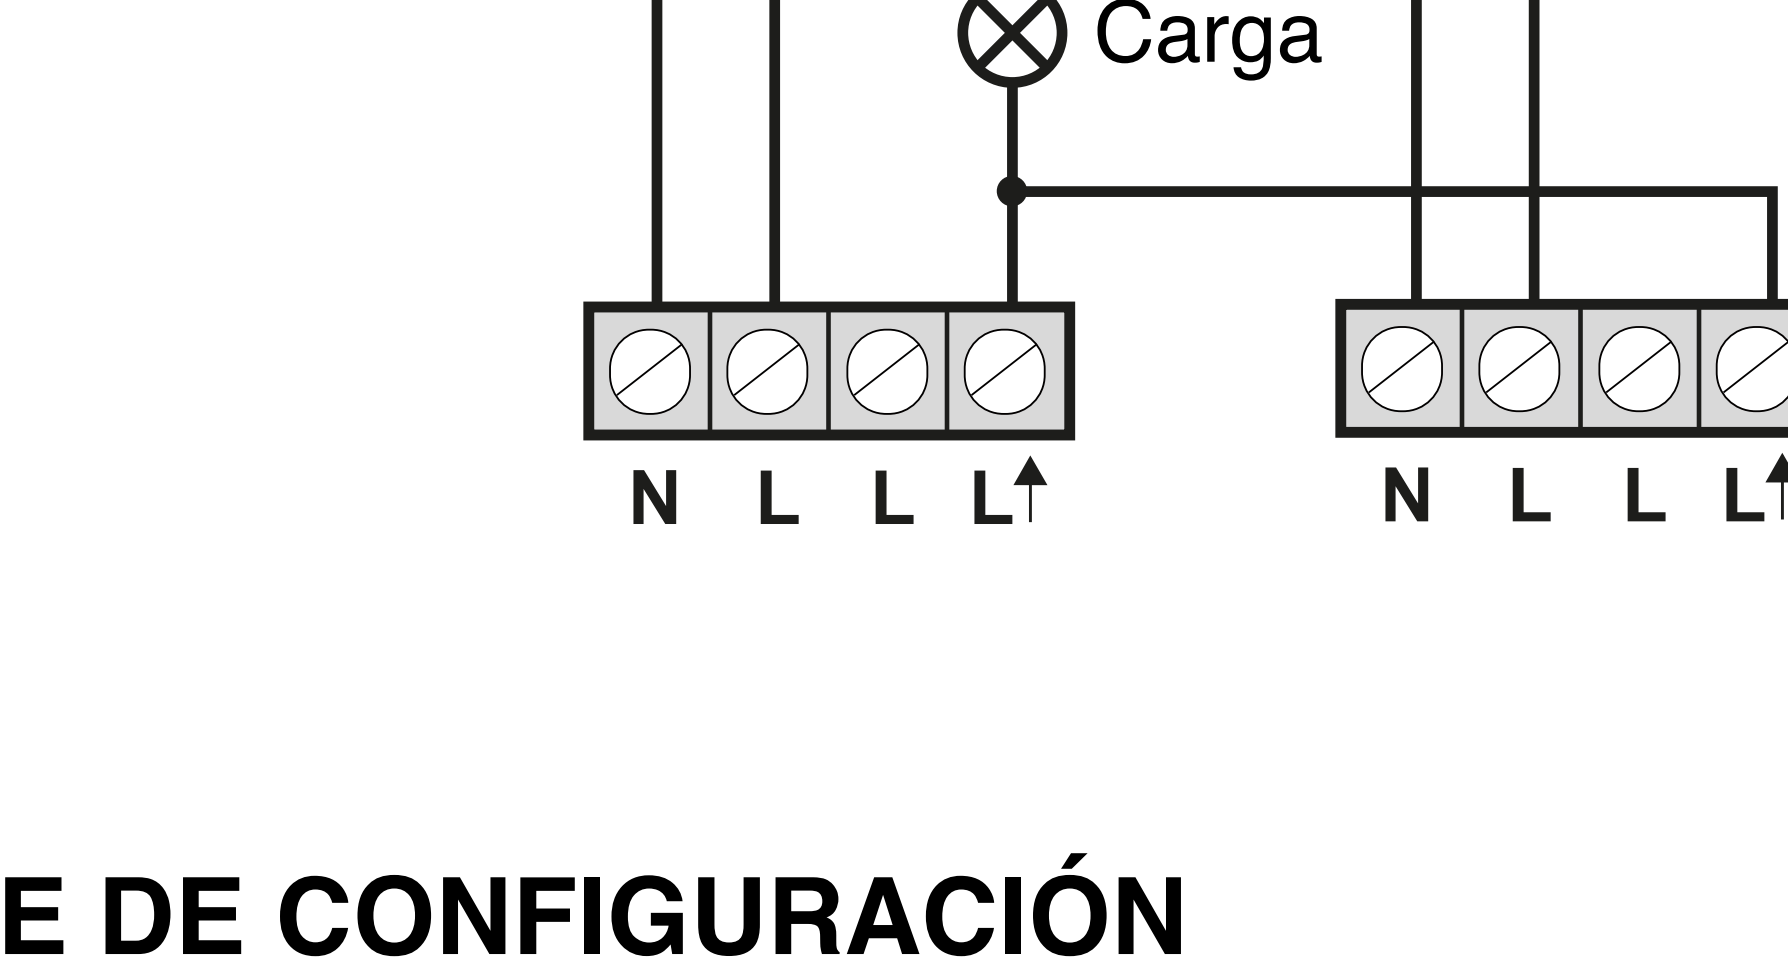 Carga
N L L L↑ N L L L↑
E DE CONFIGURACIÓN